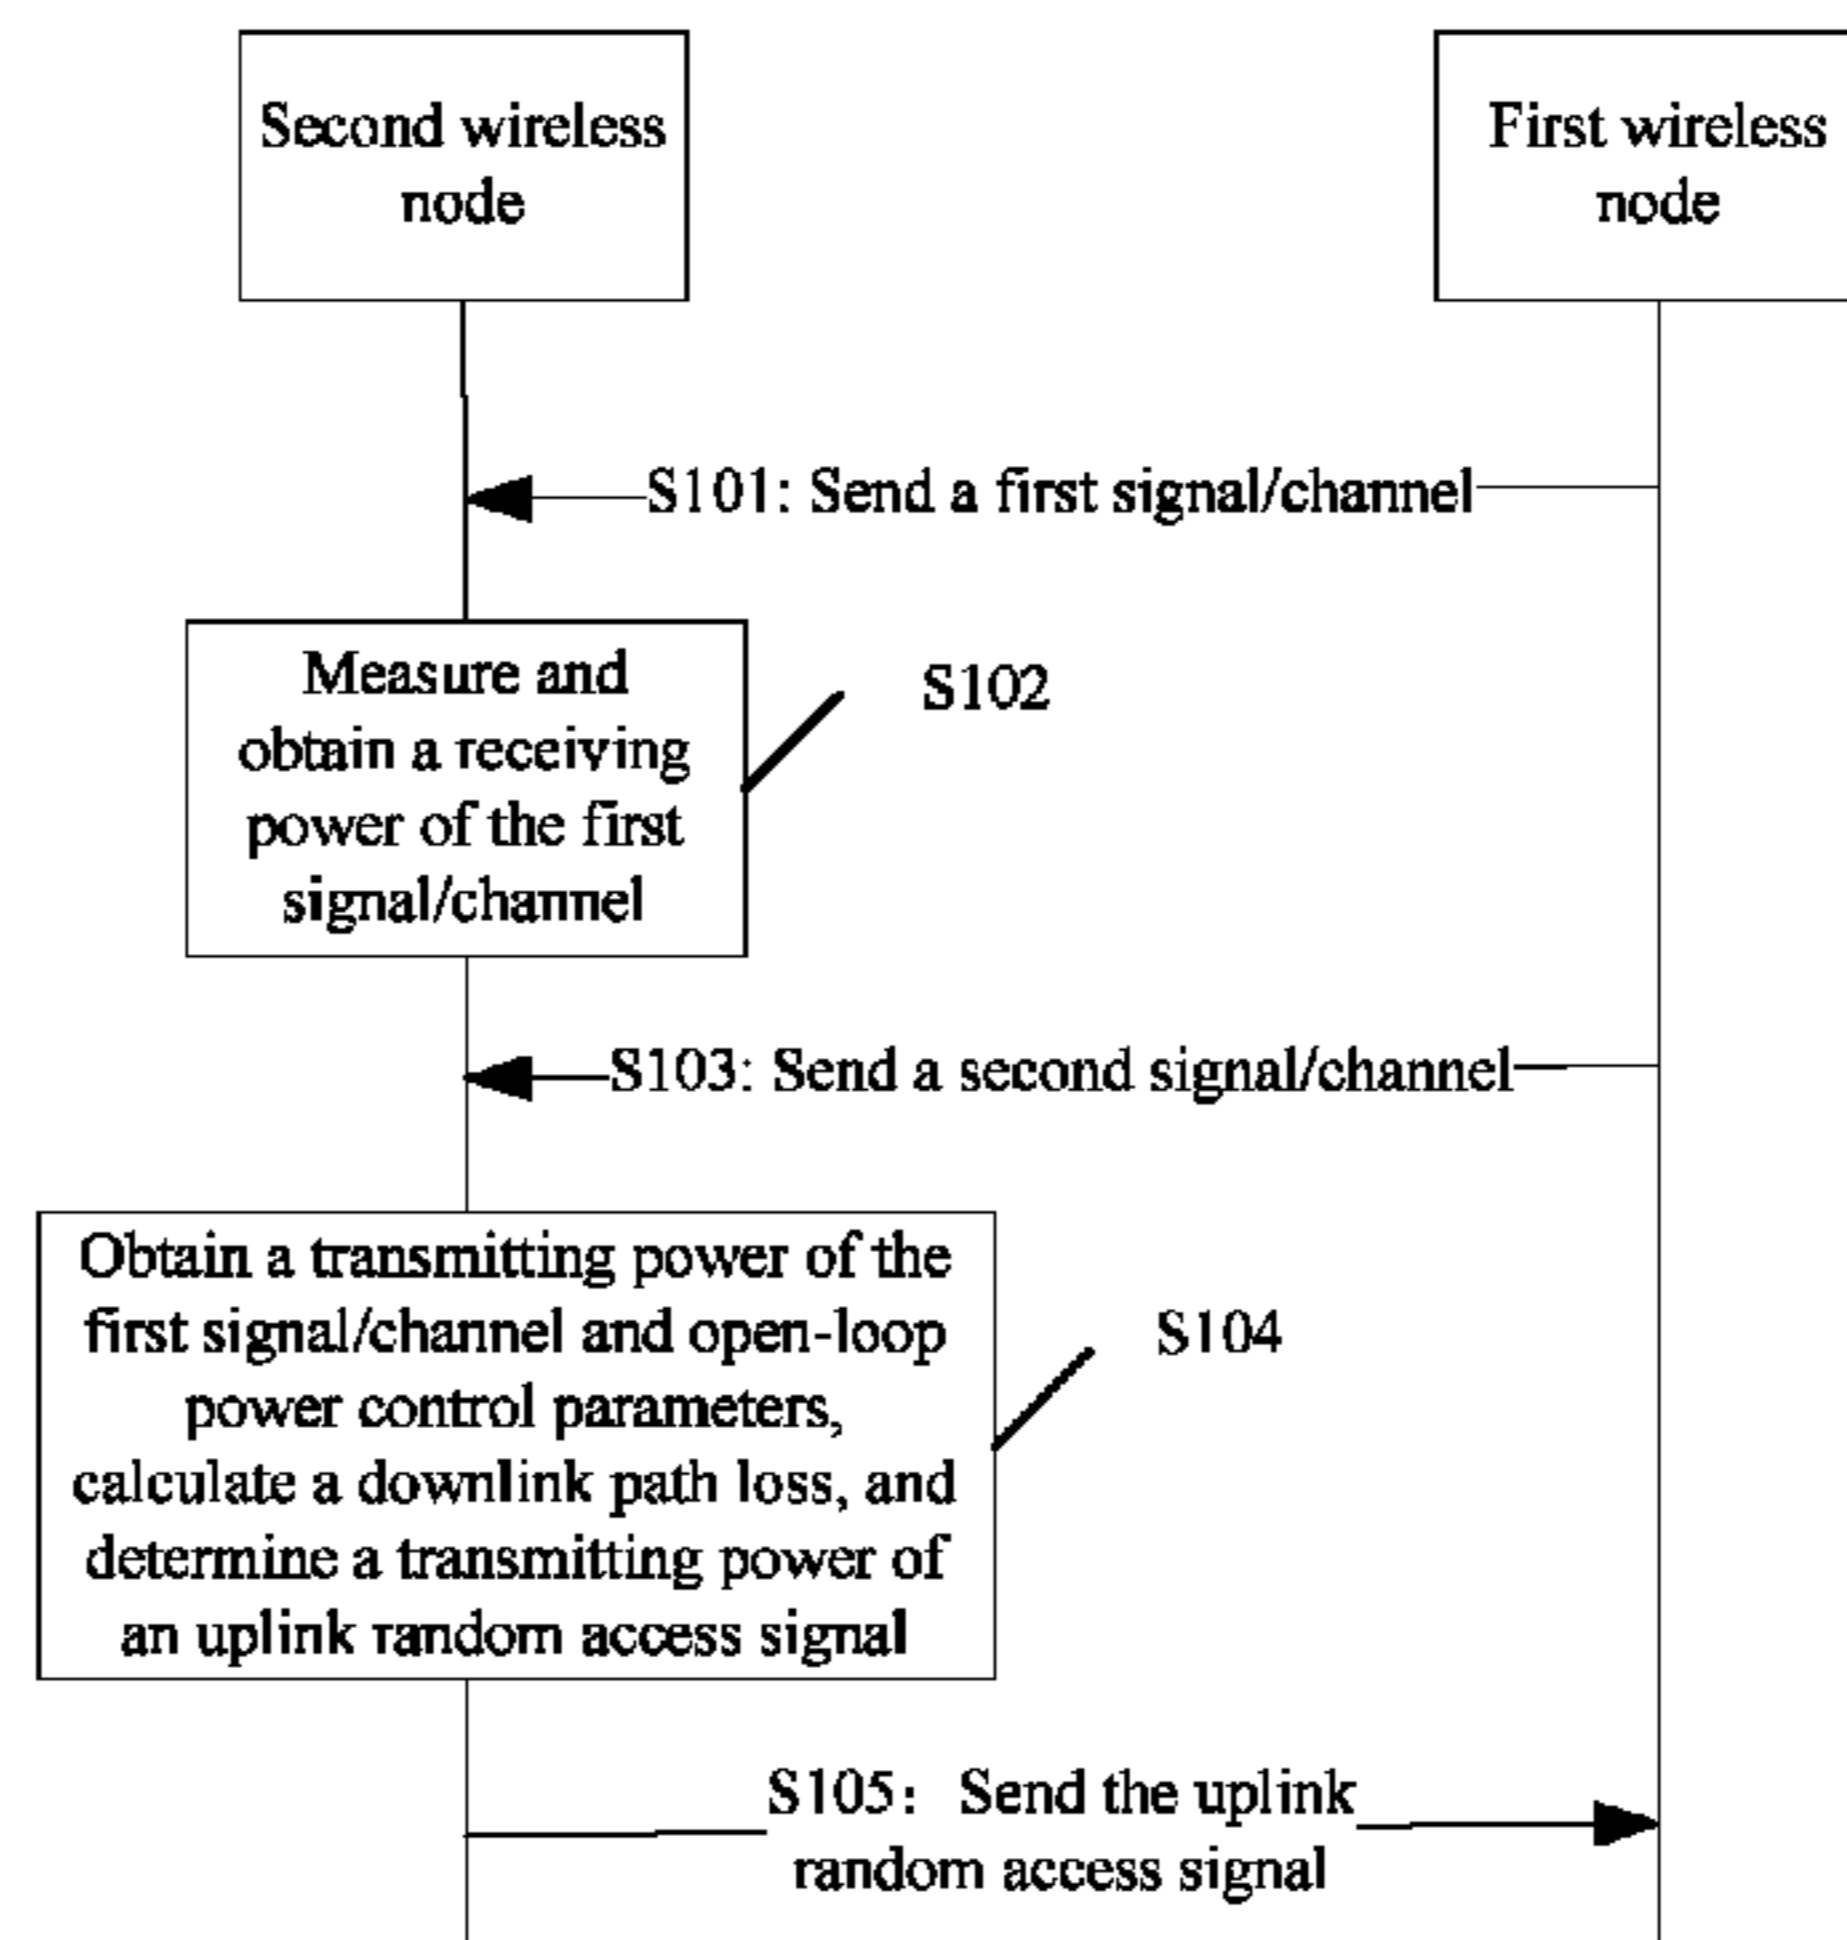 Second wireless
node
First wireless
node
S101: Send a first signal/channel
Measure and
obtain a receiving
power of the first
signal/channel
S102
S103: Send a second signal/channel
Obtain a transmitting power of the
first signal/channel and open-loop
power control parameters,
calculate a downlink path loss, and
determine a transmitting power of
an uplink random access signal
S104
S105： Send the uplink
random access signal